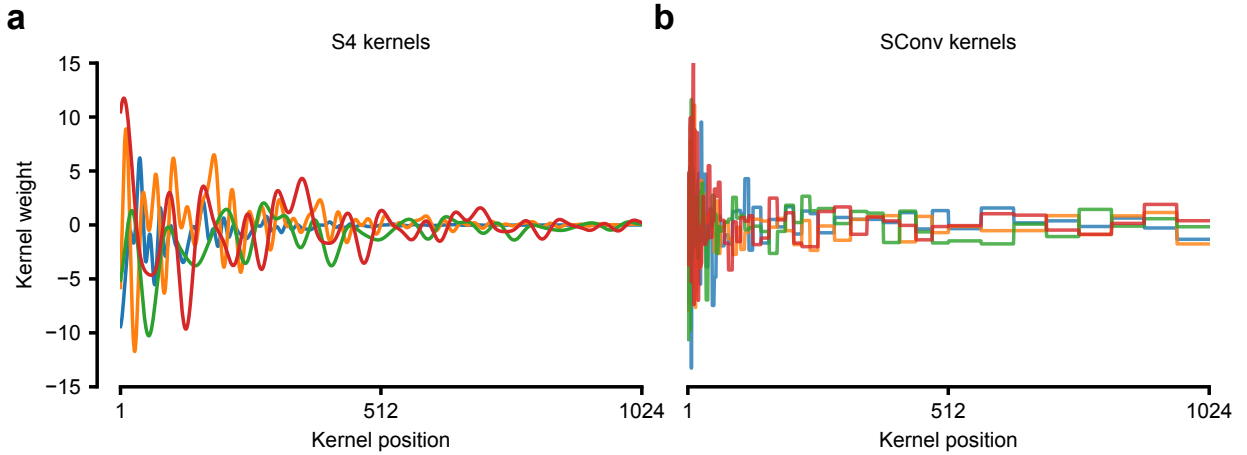 a
S4 kernels
15
10
5
0
−5
−10
−15
Kernel weight
1
512
1024
Kernel position
b
SConv kernels
1
512
1024
Kernel position